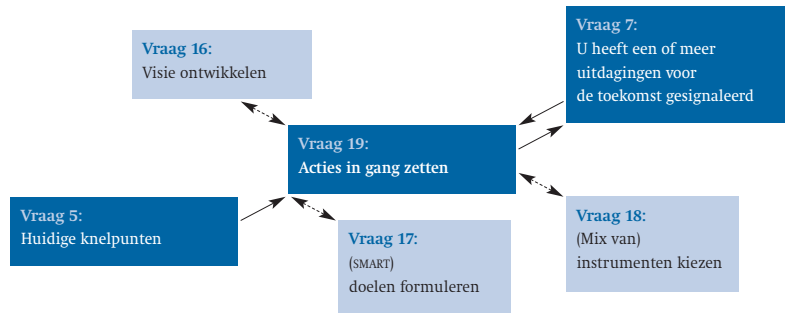 Vraag 7:
U heeft een of meer
uitdagingen voor
de toekomst gesignaleerd
Vraag 16:
Visie ontwikkelen
Vraag 19:
Acties in gang zetten
Vraag 5:
Huidige knelpunten
Vraag 17:
(SMART)
doelen formuleren
Vraag 18:
(Mix van)
instrumenten kiezen